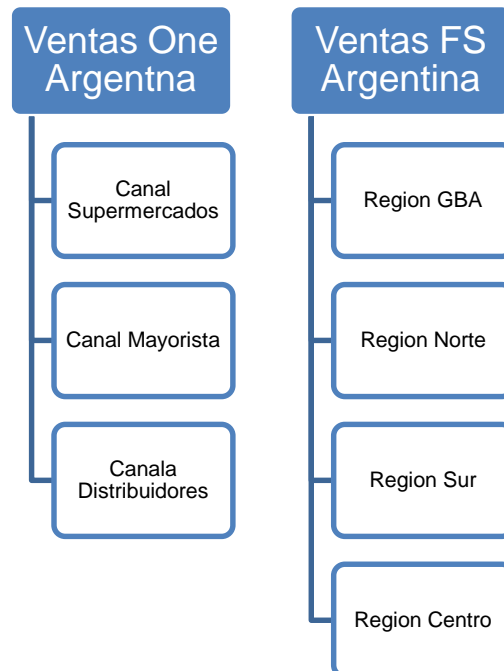 Ventas One
Argentna
Canal
Supermercados
Canal Mayorista
Canala
Distribuidores
Ventas FS
Argentina
Region GBA
Region Norte
Region Sur
Region Centro